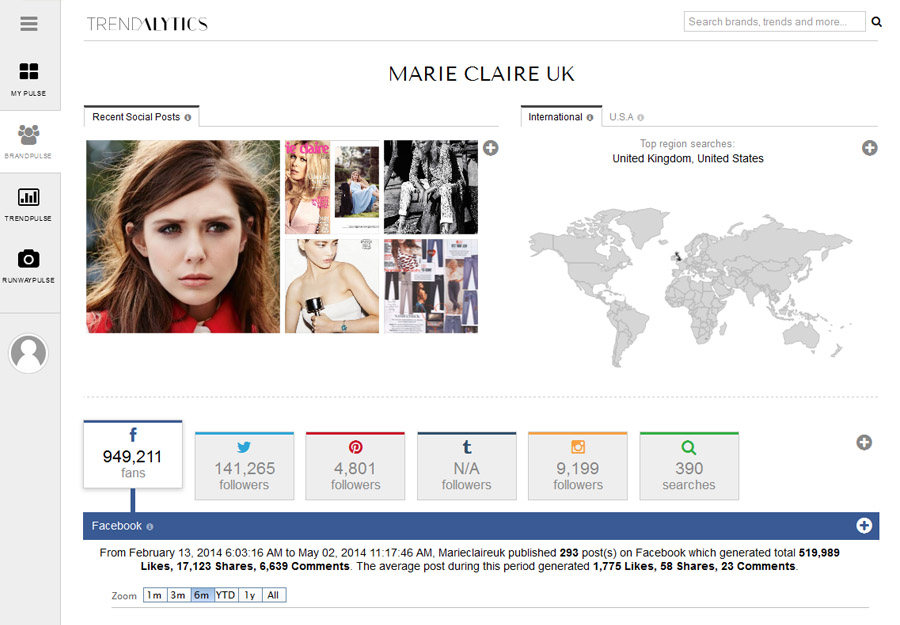 TRENDALYTICS
Search brands, trends and more...
MY PULSE
BRANDPULSE
TRENDPULSE
RUNWAYPULSE
MARIE CLAIRE UK
Recent Social Posts
International
U.S.A
Top region searches:
United Kingdom, United States
949,211
fans
141,265
followers
4,801
followers
N/A
followers
9,199
followers
390
searches
Facebook
From February 13, 2014 6:03:16 AM to May 02, 2014 11:17:46 AM, Marieclaireuk published 293 post(s) on Facebook which generated total 519,989
Likes, 17,123 Shares, 6,639 Comments. The average post during this period generated 1,775 Likes, 58 Shares, 23 Comments.
Zoom 1m 3m 6m YTD 1y All